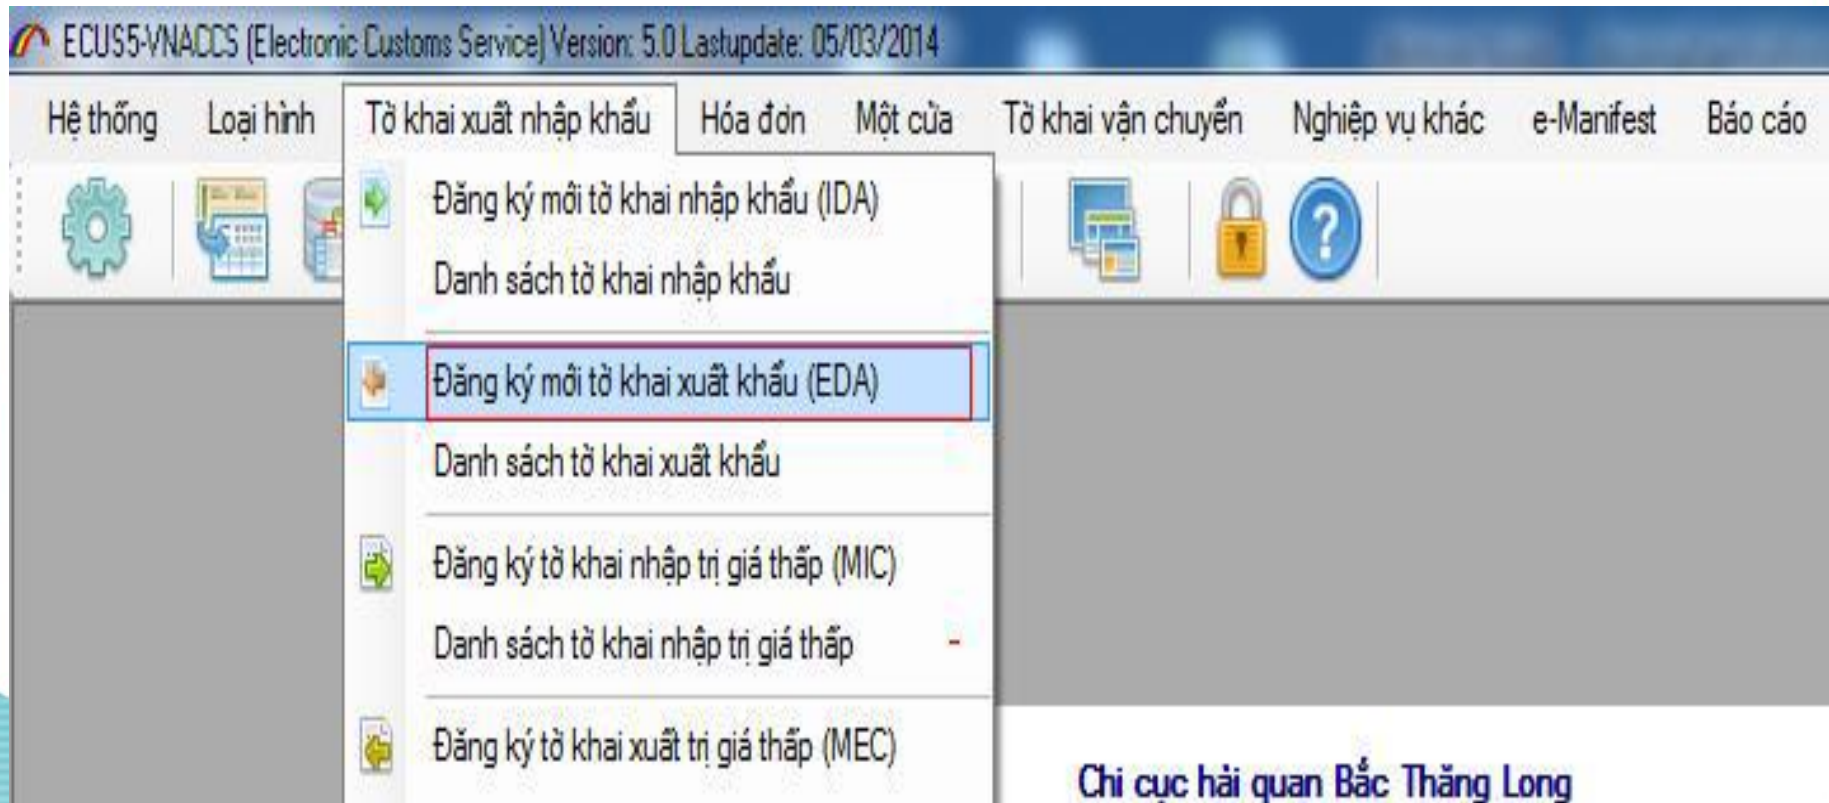 ECUS5-VNACCS (Electronic Customs Service) Version: 5.0 Lastupdate: 05/03/2014
Hệ thống Loại hình Tờ khai xuất nhập khẩu Hóa đơn Một cửa Tờ khai vận chuyển Nghiệp vụ khác e-Manifest Báo cáo
Đăng ký mới tờ khai nhập khẩu (IDA)
Danh sách tờ khai nhập khẩu
Đăng ký mới tờ khai xuất khẩu (EDA)
Danh sách tờ khai xuất khẩu
Đăng ký tờ khai nhập trị giá thấp (MIC)
Danh sách tờ khai nhập trị giá thấp -
Đăng ký tờ khai xuất trị giá thấp (MEC)
Chi cục hải quan Bắc Thăng Long